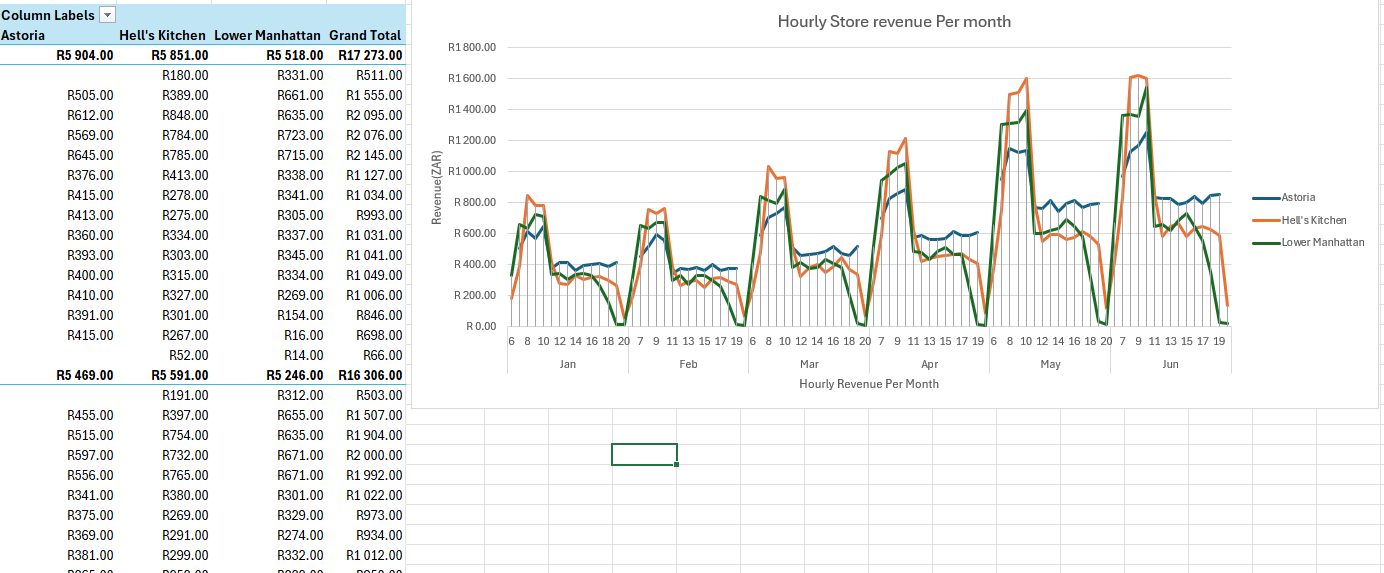 Column Labels
Astoria Hell's Kitchen Lower Manhattan Grand Total
R5 904.00 R5 851.00 R5 518.00 R17 273.00
R180.00 R331.00 R511.00
R505.00 R389.00 R661.00 R1 555.00
R612.00 R848.00 R635.00 R2 095.00
R569.00 R784.00 R723.00 R2 076.00
R645.00 R785.00 R715.00 R2 145.00
R376.00 R413.00 R338.00 R1 127.00
R415.00 R278.00 R341.00 R1 034.00
R413.00 R275.00 R305.00 R993.00
R360.00 R334.00 R337.00 R1 031.00
R393.00 R303.00 R345.00 R1 041.00
R400.00 R315.00 R334.00 R1 049.00
R410.00 R327.00 R269.00 R1 006.00
R391.00 R301.00 R154.00 R846.00
R415.00 R267.00 R16.00 R698.00
R52.00 R14.00 R66.00
R5 469.00 R5 591.00 R5 246.00 R16 306.00
R191.00 R312.00 R503.00
R455.00 R397.00 R655.00 R1 507.00
R515.00 R754.00 R635.00 R1 904.00
R597.00 R732.00 R671.00 R2 000.00
R556.00 R765.00 R671.00 R1 992.00
R341.00 R380.00 R301.00 R1 022.00
R375.00 R269.00 R329.00 R973.00
R369.00 R291.00 R274.00 R934.00
R381.00 R299.00 R332.00 R1 012.00
Hourly Store revenue Per month
Revenue(ZAR)
R1 800.00
R1 600.00
R1 400.00
R1 200.00
R1 000.00
R 800.00
R 600.00
R 400.00
R 200.00
R 0.00
6 8 10 12 14 16 18 20 7 9 11 13 15 17 19 6 8 10 12 14 16 18 20 7 9 11 13 15 17 19 6 8 10 12 14 16 18 20 7 9 11 13 15 17 19
Jan Feb Mar Apr May Jun
Hourly Revenue Per Month
Astoria
Hell's Kitchen
Lower Manhattan